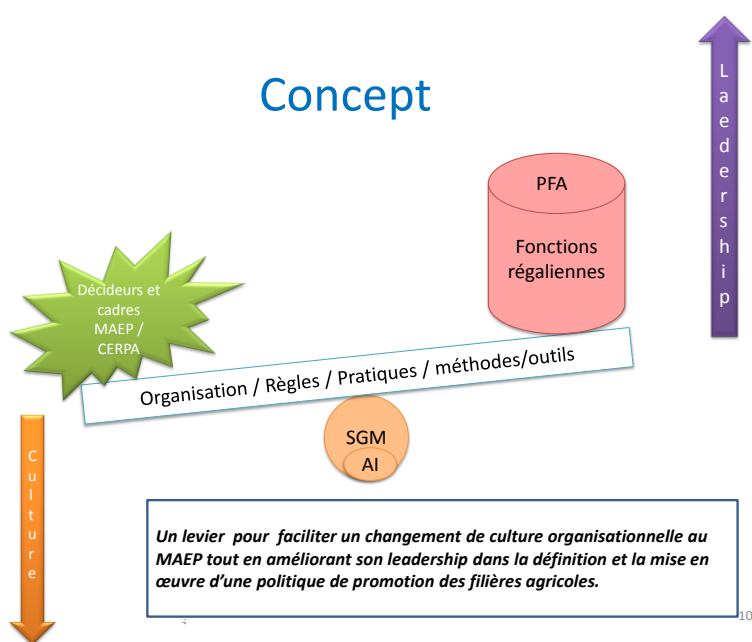 Concept
Laedership
PFA
Fonctions
régaliennes
Décideurs et
cadres
MAEP /
CERPA
Organisation / Règles / Pratiques / méthodes/outils
SGM
AI
Culture
Un levier pour faciliter un changement de culture organisationnelle au
MAEP tout en améliorant son leadership dans la définition et la mise en
œuvre d’une politique de promotion des filières agricoles.
10